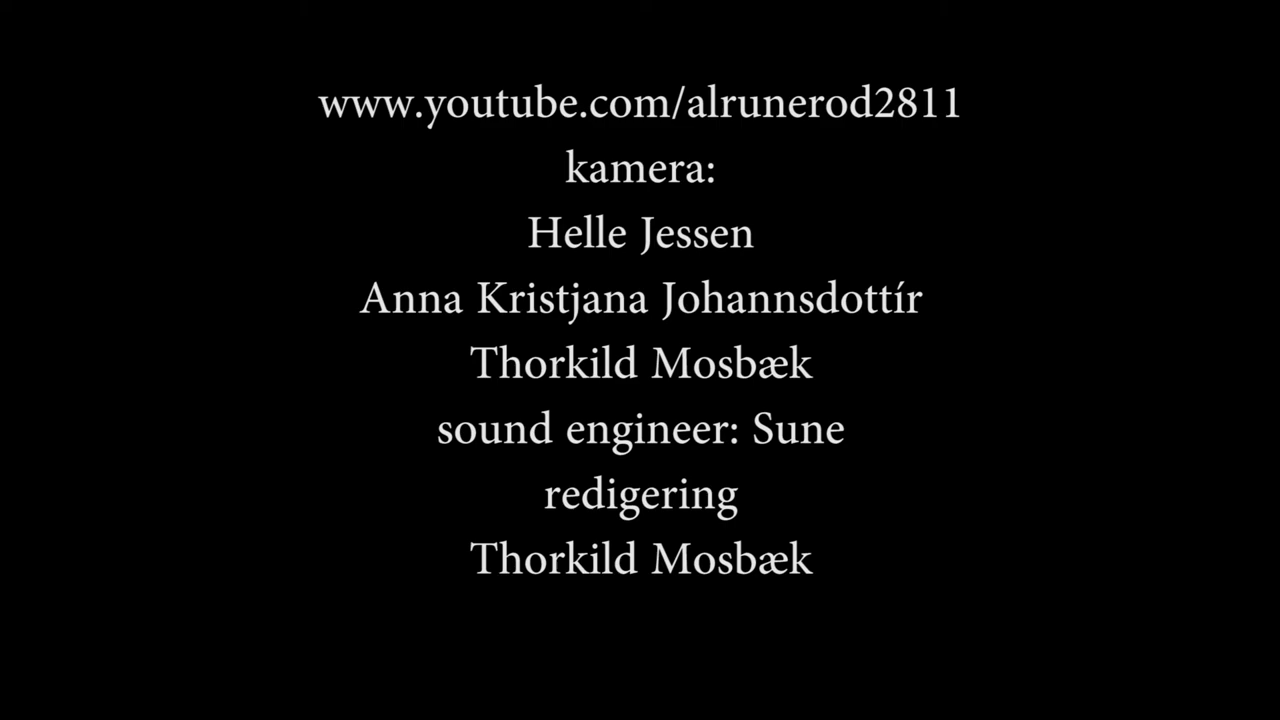 www.youtube.com/alrunerod2811
kamera:
Helle Jessen
Anna Kristjana Johannsdottír
Thorkild Mosbæk
sound engineer: Sune
redigering
Thorkild Mosbæk